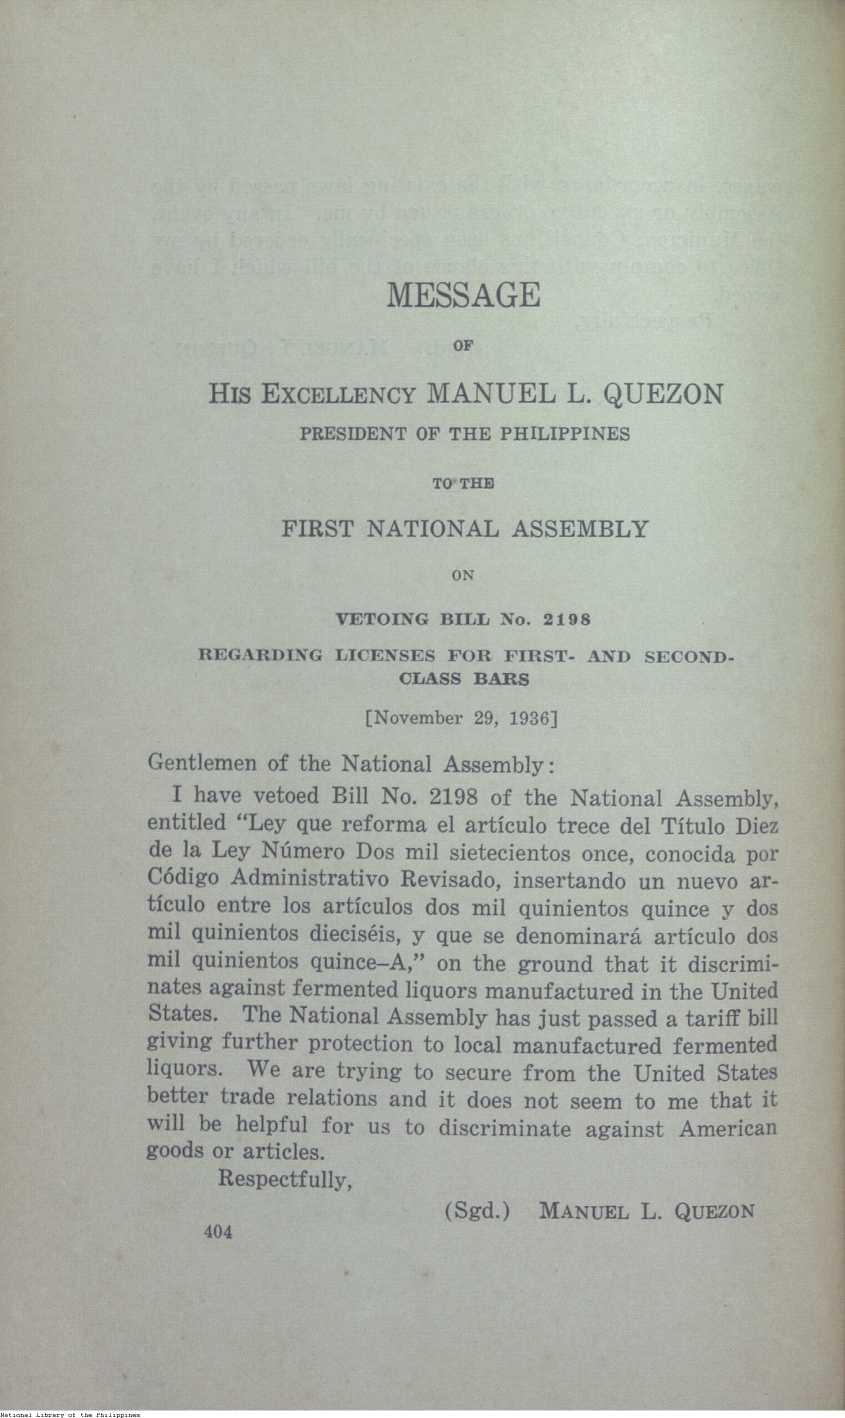 MESSAGE
OF
HIS EXCELLENCY MANUEL L. QUEZON
PRESIDENT OF THE PHILIPPINES
TO THE
FIRST NATIONAL ASSEMBLY
ON
VETOING BILL No. 2198
REGARDING LICENSES FOR FIRST- AND SECOND-
CLASS BARS
[November 29, 1936]
Gentlemen of the National Assembly:
I have vetoed Bill No. 2198 of the National Assembly,
entitled “Ley que reforma el artículo trece del Título Diez
de la Ley Número Dos mil sietecientos once, conocida por
Código Administrativo Revisado, insertando un nuevo ar-
tículo entre los artículos dos mil quinientos quince y dos
mil quinientos dieciséis, y que se denominará artículo dos
mil quinientos quince–A,” on the ground that it discrimi-
nates against fermented liquors manufactured in the United
States. The National Assembly has just passed a tariff bill
giving further protection to local manufactured fermented
liquors. We are trying to secure from the United States
better trade relations and it does not seem to me that it
will be helpful for us to discriminate against American
goods or articles.
Respectfully,
(Sgd.) MANUEL L. QUEZON
404
National Library of the Philippines